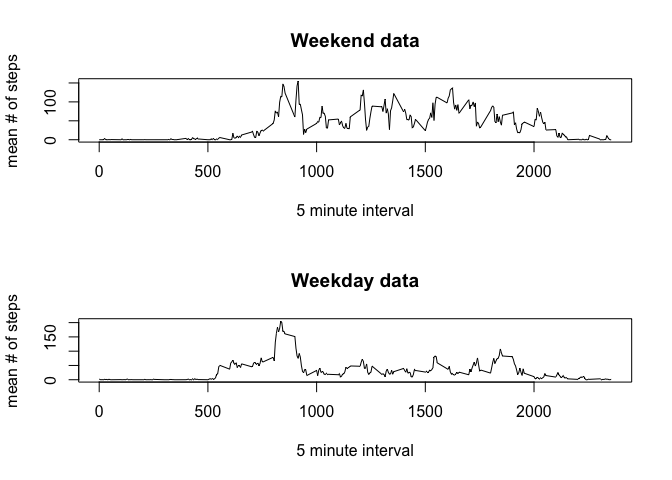 Weekend data
mean # of steps
100
0
0 500 1000 1500 2000
5 minute interval
Weekday data
mean # of steps
150
0
0 500 1000 1500 2000
5 minute interval